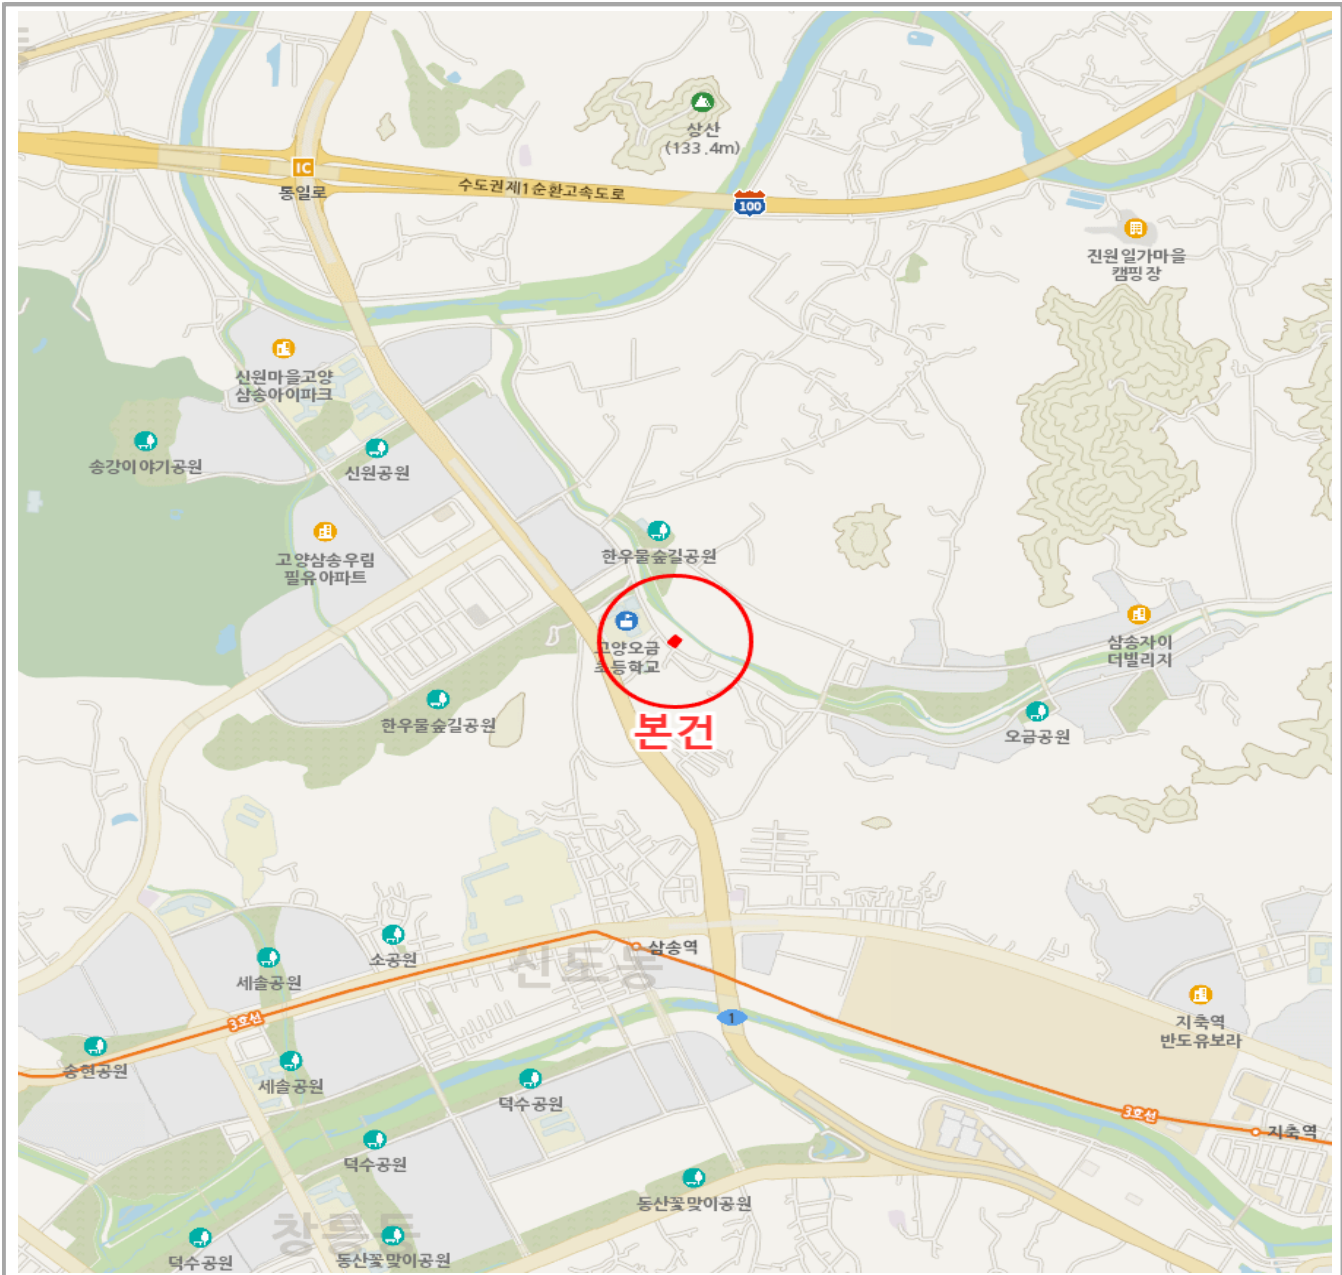 상산
(133.4m)
IC
통일로
수도권제1순환고속도로
100
진원일가마을
캠핑장
신원마을고양
삼송아이파크
송강이야기공원
신원공원
고양삼송우림
필유아파트
한우물숲길공원
고양오금
초등학교
삼송자이
더빌리지
한우물숲길공원
본건
오금공원
소공원
삼송역
신도동
세솔공원
지축역
반도유보라
3호선
1
송현공원
세솔공원
덕수공원
3호선
지축역
덕수공원
동산꽃맞이공원
창릉동
덕수공원
동산꽃맞이공원